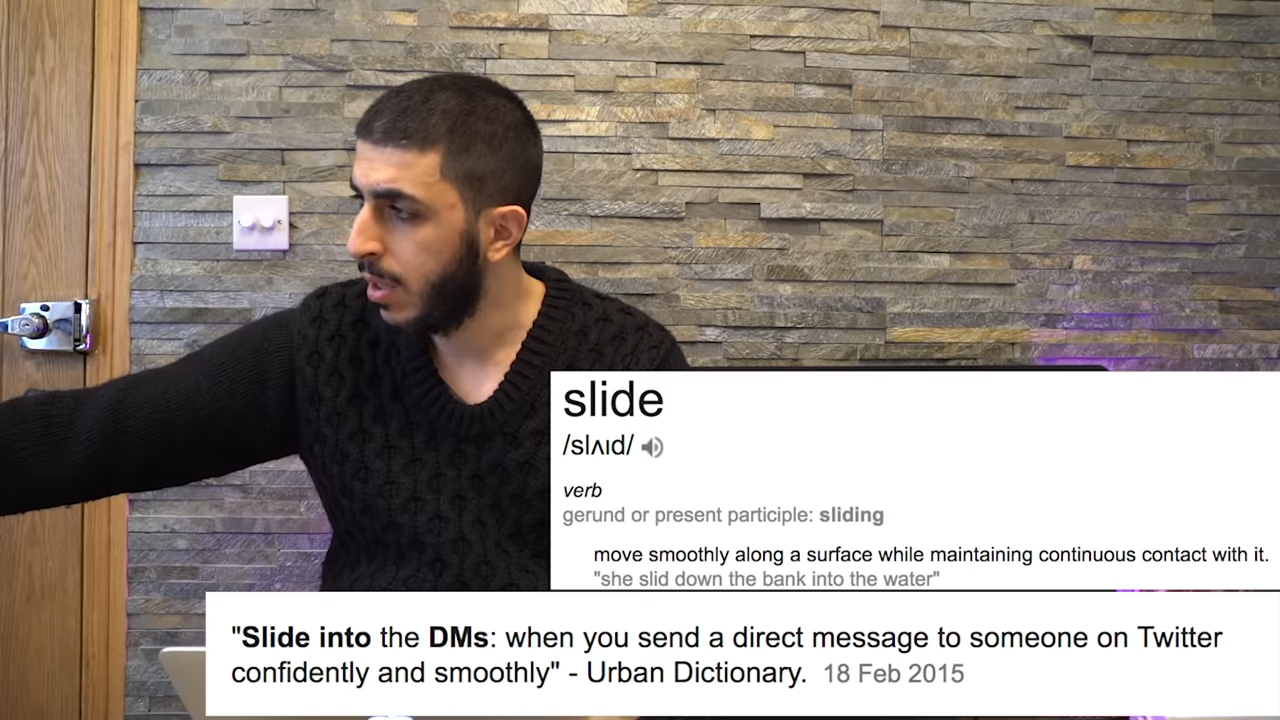 slide
/slʌɪd/
verb
gerund or present participle: sliding
move smoothly along a surface while maintaining continuous contact with it.
"she slid down the bank into the water"
"Slide into the DMs: when you send a direct message to someone on Twitter
confidently and smoothly" - Urban Dictionary. 18 Feb 2015